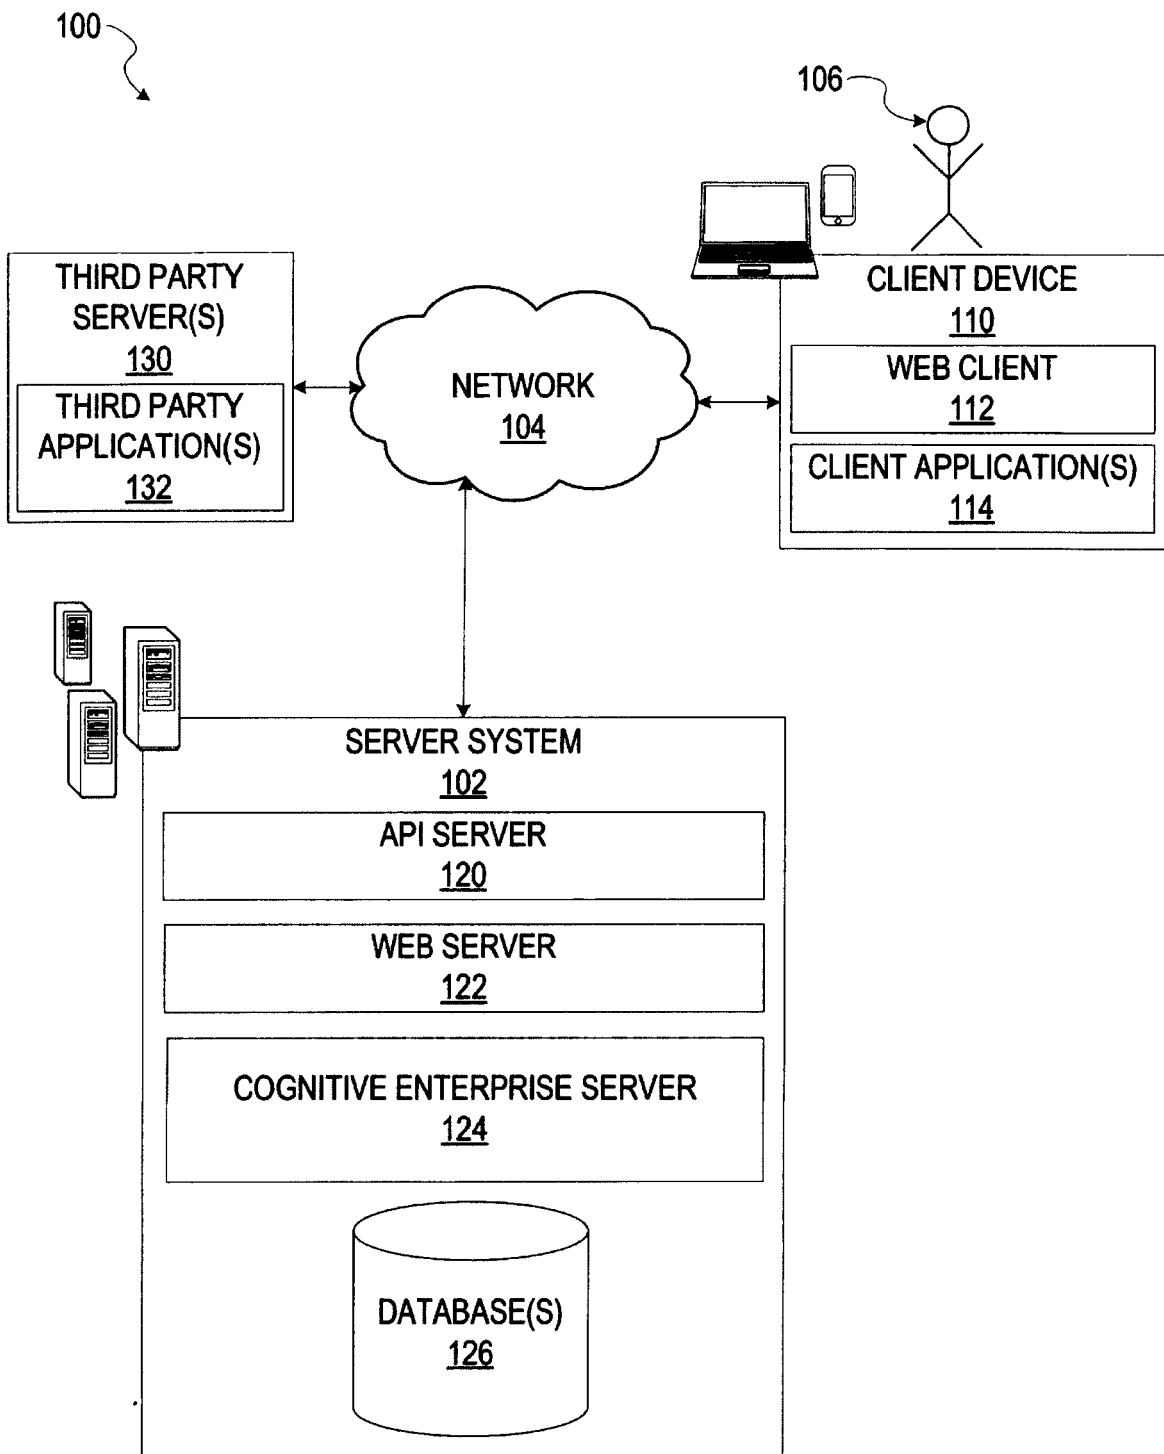 100
106
THIRD PARTY
SERVER(S)
130
THIRD PARTY
APPLICATION(S)
132
NETWORK
104
CLIENT DEVICE
110
WEB CLIENT
112
CLIENT APPLICATION(S)
114
SERVER SYSTEM
102
API SERVER
120
WEB SERVER
122
COGNITIVE ENTERPRISE SERVER
124
DATABASE(S)
126